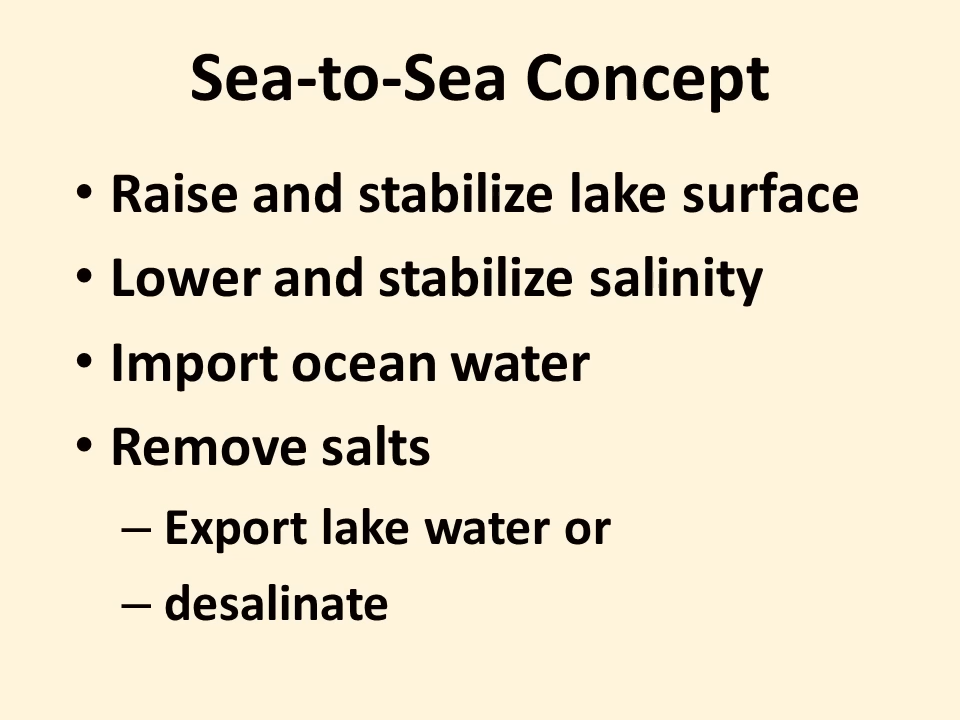 Sea-to-Sea Concept
• Raise and stabilize lake surface
• Lower and stabilize salinity
• Import ocean water
• Remove salts
– Export lake water or
– desalinate